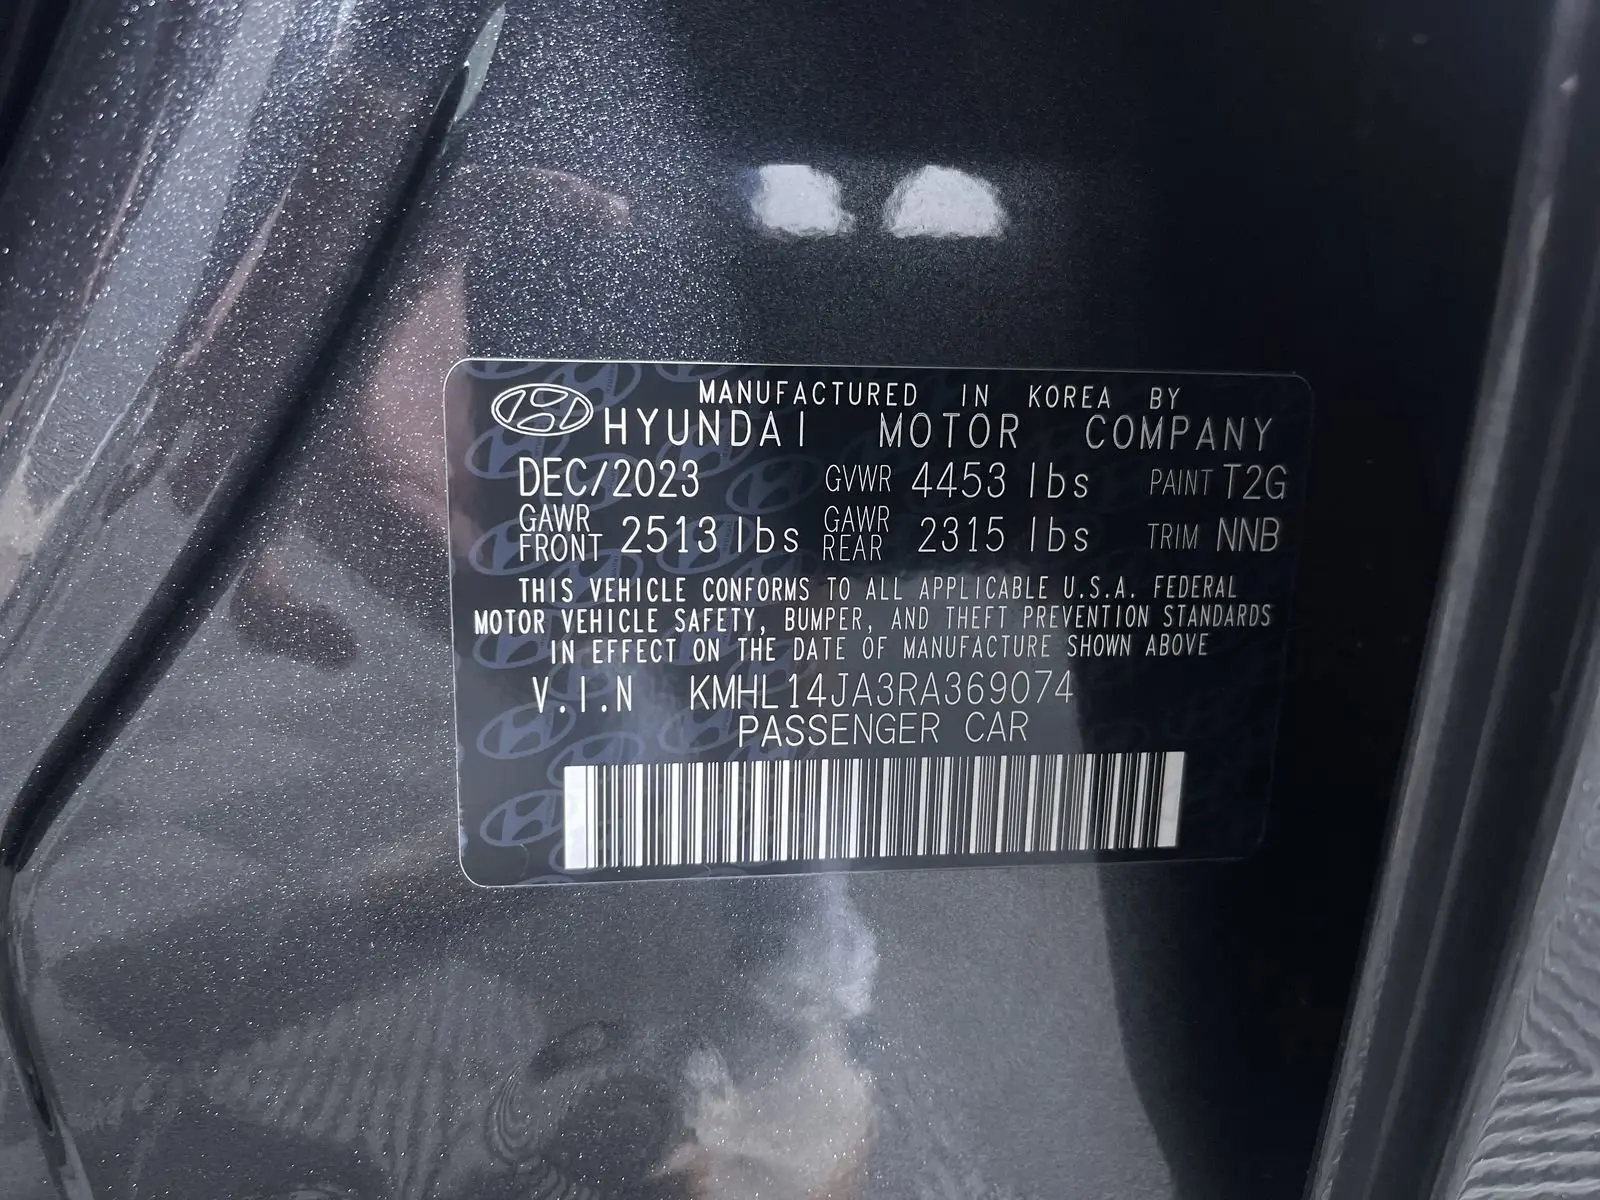 MANUFACTURED IN KOREA BY
HYUNDAI MOTOR COMPANY
DEC/2023 GVWR 4453 lbs PAINT T2G
GAWR FRONT 2513 lbs GAWR REAR 2315 lbs TRIM NNB
THIS VEHICLE CONFORMS TO ALL APPLICABLE U.S.A. FEDERAL
MOTOR VEHICLE SAFETY, BUMPER, AND THEFT PREVENTION STANDARDS
IN EFFECT ON THE DATE OF MANUFACTURE SHOWN ABOVE
V.I.N KMHL14JA3RA369074
PASSENGER CAR